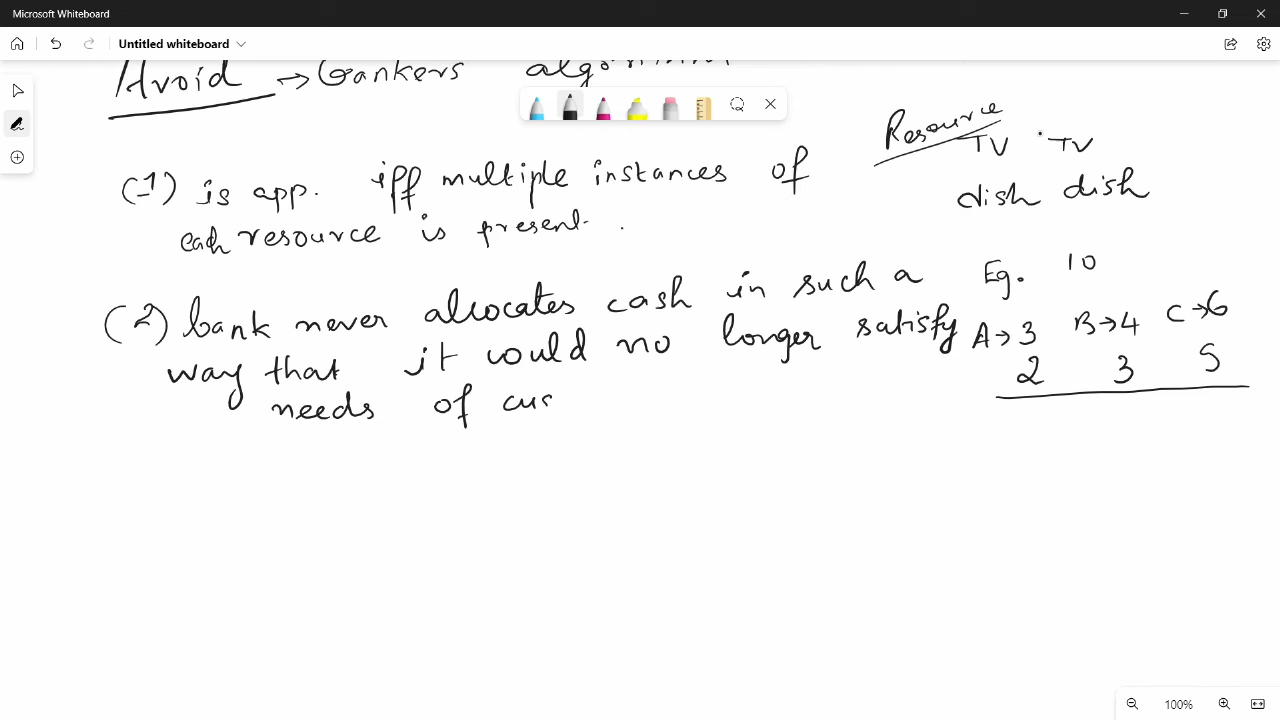 Microsoft Whiteboard
Untitled whiteboard
Avoid → bankers algorithm
Resource
TV TV
dish dish
(1) is app. iff multiple instances of
each resource is present.
(2) bank never allocates cash in such a
way that it could no longer satisfy
needs of cus
Eg. 10
A→3 B→4 C→6
2 3 5
100%